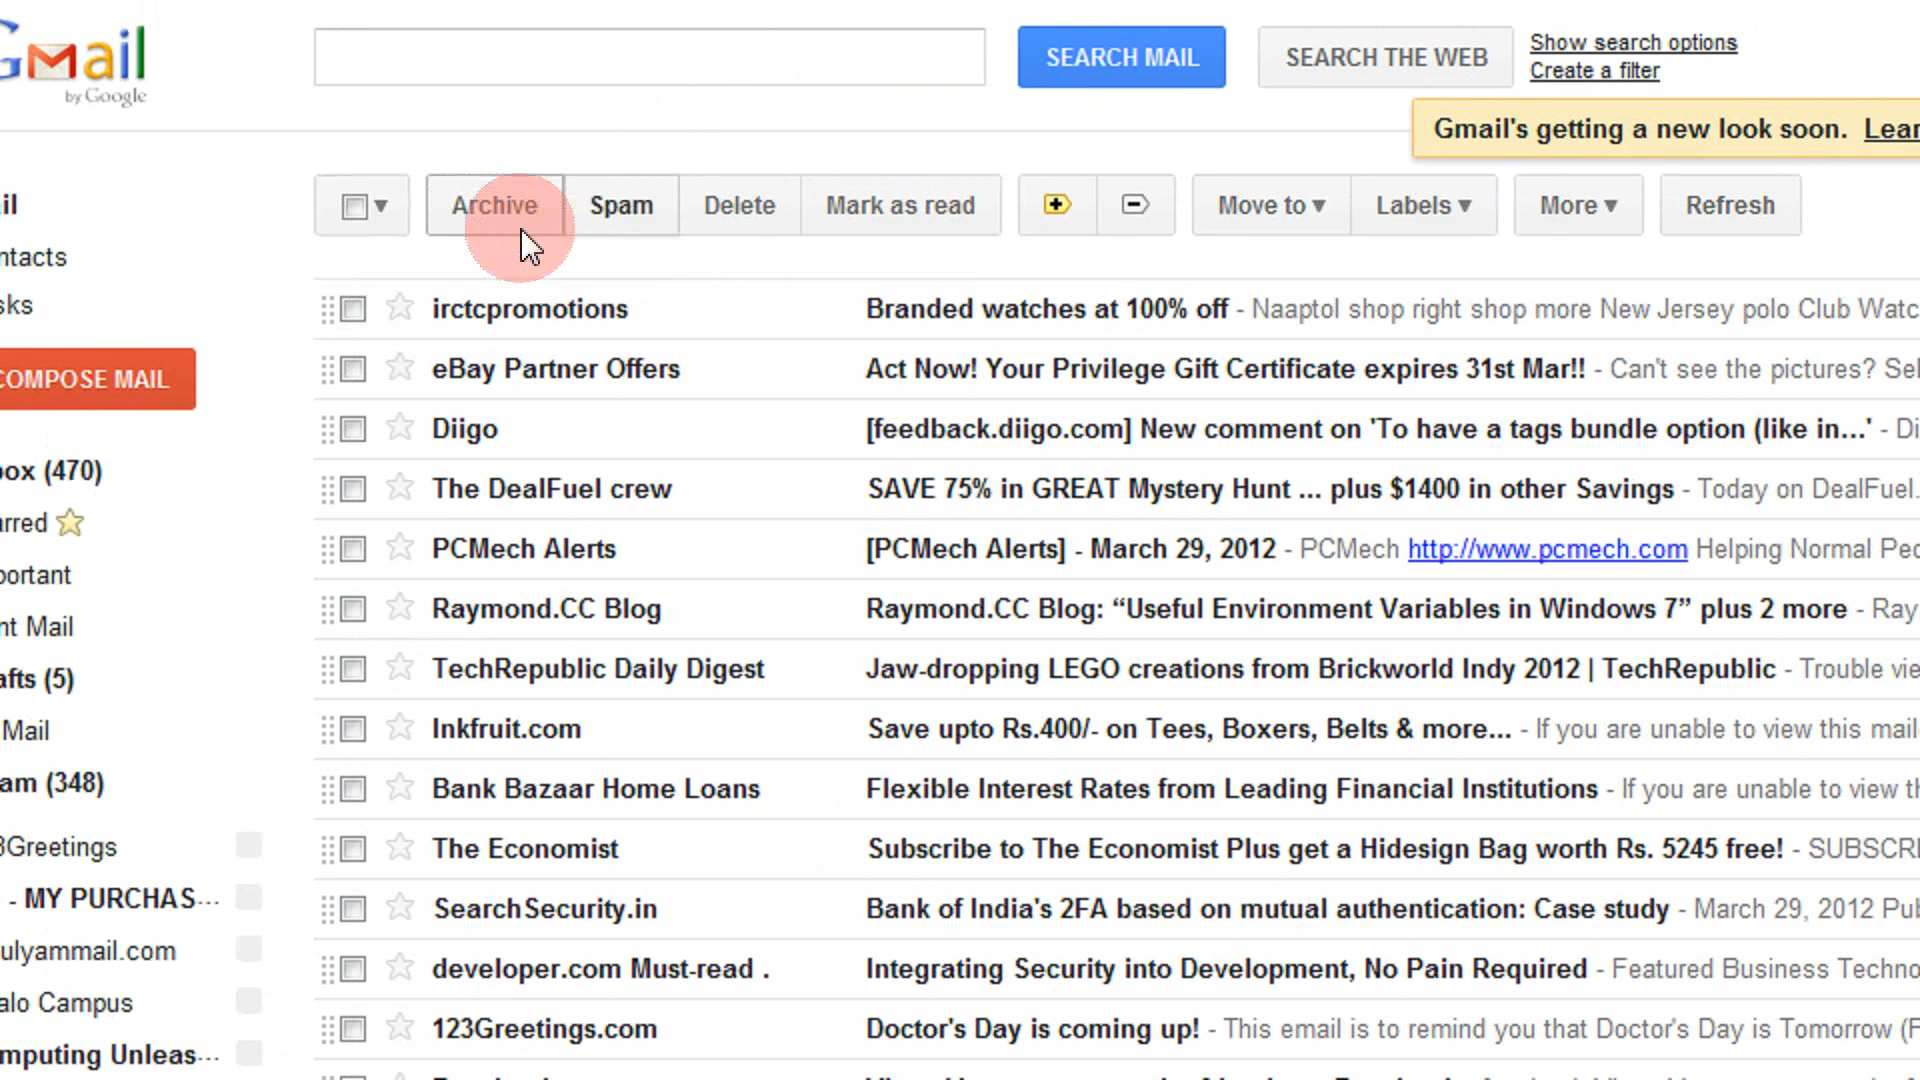 Gmail
by Google
SEARCH MAIL
SEARCH THE WEB
Show search options
Create a filter
Gmail's getting a new look soon. Lear
il
ntacts
sks
COMPOSE MAIL
box (470)
arred
portant
nt Mail
afts (5)
Mail
am (348)
3Greetings
- MY PURCHAS...
ulyammail.com
alo Campus
mputing Unleas...
Archive
Spam
Delete
Mark as read
Move to
Labels
More
Refresh
irctcpromotions Branded watches at 100% off - Naaptol shop right shop more New Jersey polo Club Watc
eBay Partner Offers Act Now! Your Privilege Gift Certificate expires 31st Mar!! - Can't see the pictures? Sel
Diigo [feedback.diigo.com] New comment on 'To have a tags bundle option (like in...' - Di
The DealFuel crew SAVE 75% in GREAT Mystery Hunt ... plus $1400 in other Savings - Today on DealFuel.
PCMech Alerts [PCMech Alerts] - March 29, 2012 - PCMech http://www.pcmech.com Helping Normal Peo
Raymond.CC Blog Raymond.CC Blog: “Useful Environment Variables in Windows 7” plus 2 more - Ray
TechRepublic Daily Digest Jaw-dropping LEGO creations from Brickworld Indy 2012 | TechRepublic - Trouble vie
Inkfruit.com Save upto Rs.400/- on Tees, Boxers, Belts & more... - If you are unable to view this mail
Bank Bazaar Home Loans Flexible Interest Rates from Leading Financial Institutions - If you are unable to view th
The Economist Subscribe to The Economist Plus get a Hidesign Bag worth Rs. 5245 free! - SUBSCRI
SearchSecurity.in Bank of India's 2FA based on mutual authentication: Case study - March 29, 2012 Pub
developer.com Must-read . Integrating Security into Development, No Pain Required - Featured Business Techno
123Greetings.com Doctor's Day is coming up! - This email is to remind you that Doctor's Day is Tomorrow (F